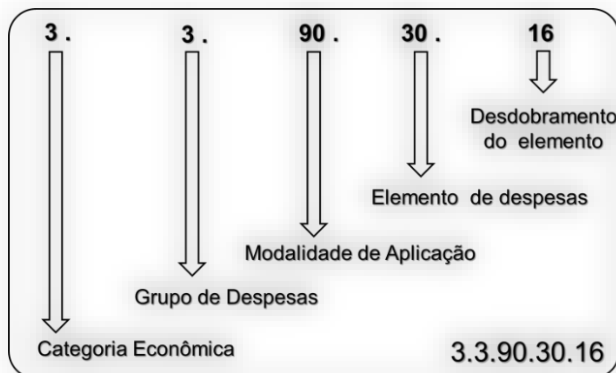 3. 3. 90. 30. 16
Desdobramento
do elemento
Elemento de despesas
Modalidade de Aplicação
Grupo de Despesas
Categoria Econômica
3.3.90.30.16